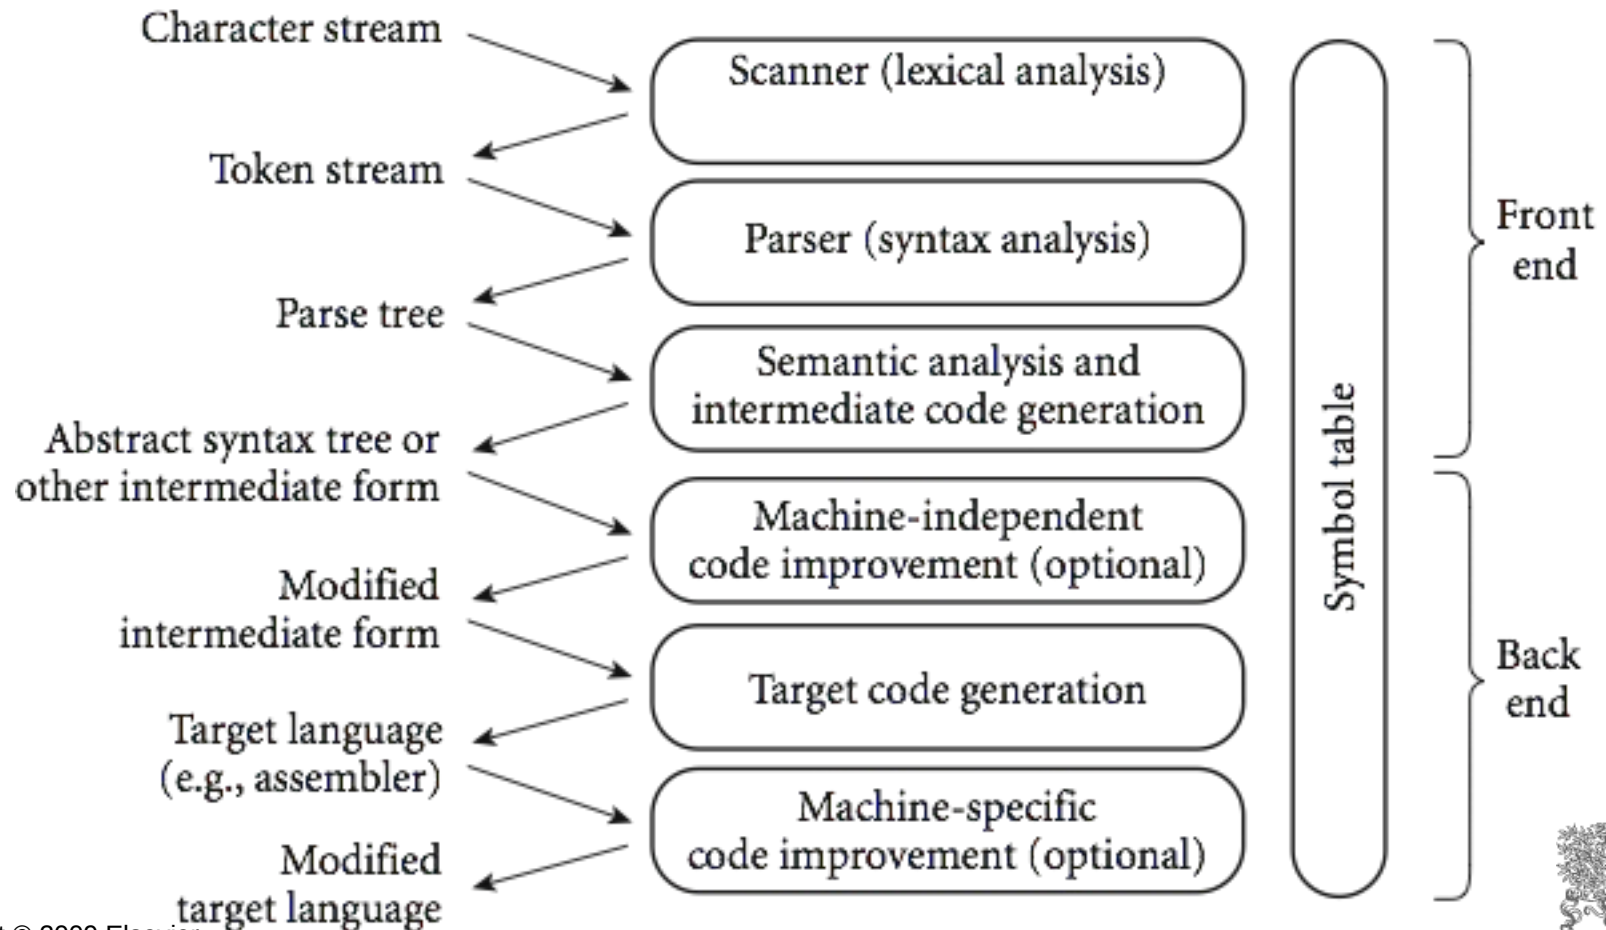 Character stream
Scanner (lexical analysis)
Token stream
Parser (syntax analysis)
Parse tree
Semantic analysis and
intermediate code generation
Abstract syntax tree or
other intermediate form
Machine-independent
code improvement (optional)
Modified
intermediate form
Target code generation
Target language
(e.g., assembler)
Machine-specific
code improvement (optional)
Modified
target language
Symbol table
Front
end
Back
end